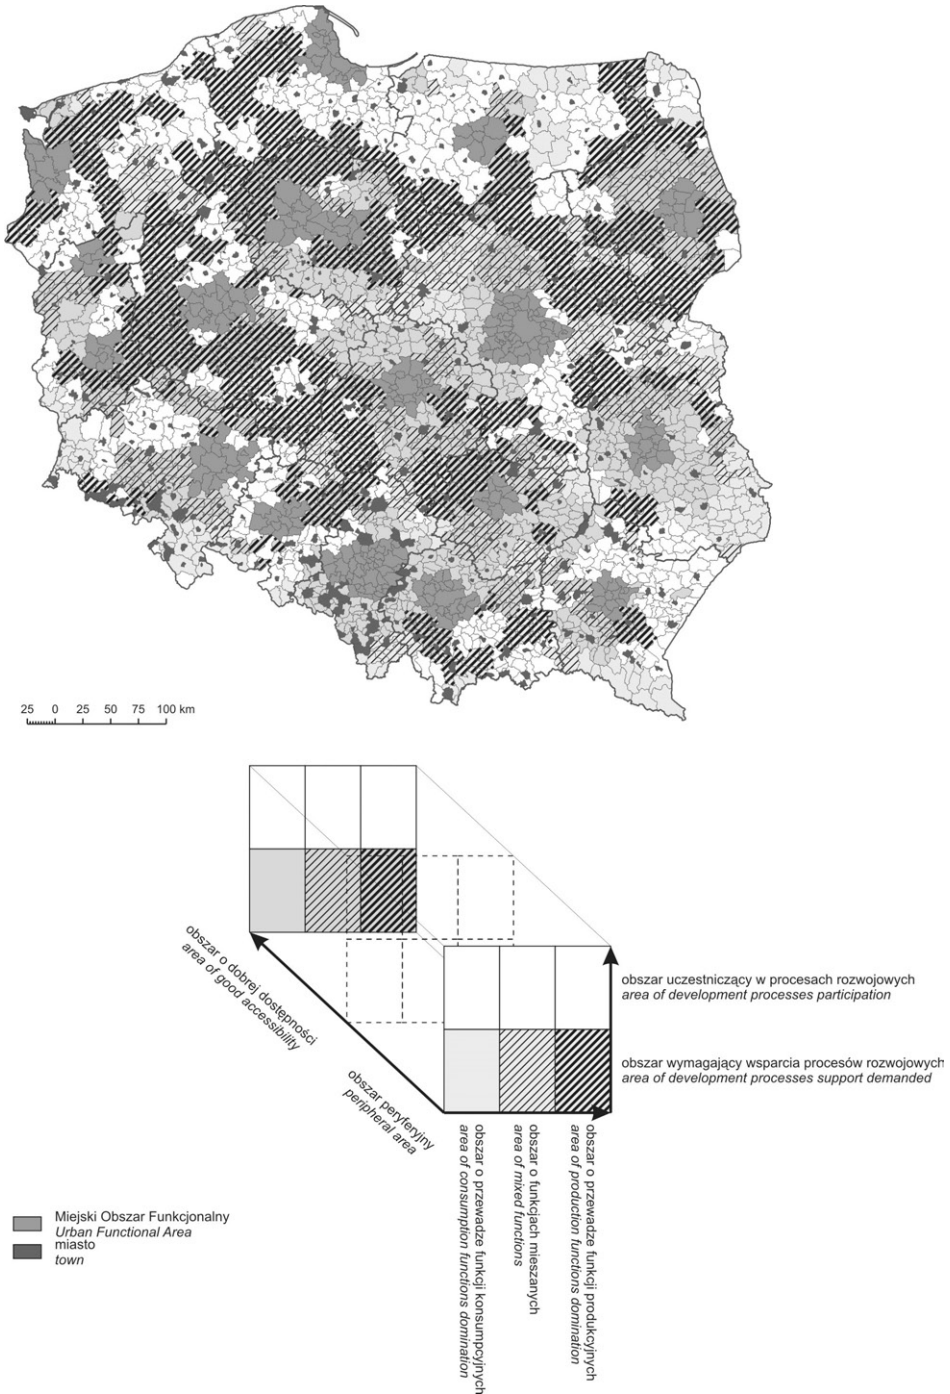 25 0 25 50 75 100 km
obszar o dobrej dostępności
area of good accessibility
obszar peryferyjny
peripheral area
obszar uczestniczący w procesach rozwojowych
area of development processes participation
obszar wymagający wsparcia procesów rozwojowych
area of development processes support demanded
obszar o przewadze funkcji konsumpcyjnych
area of consumption functions domination
obszar o funkcjach mieszanych
area of mixed functions
obszar o przewadze funkcji produkcyjnych
area of production functions domination
Miejski Obszar Funkcjonalny
Urban Functional Area
miasto
town